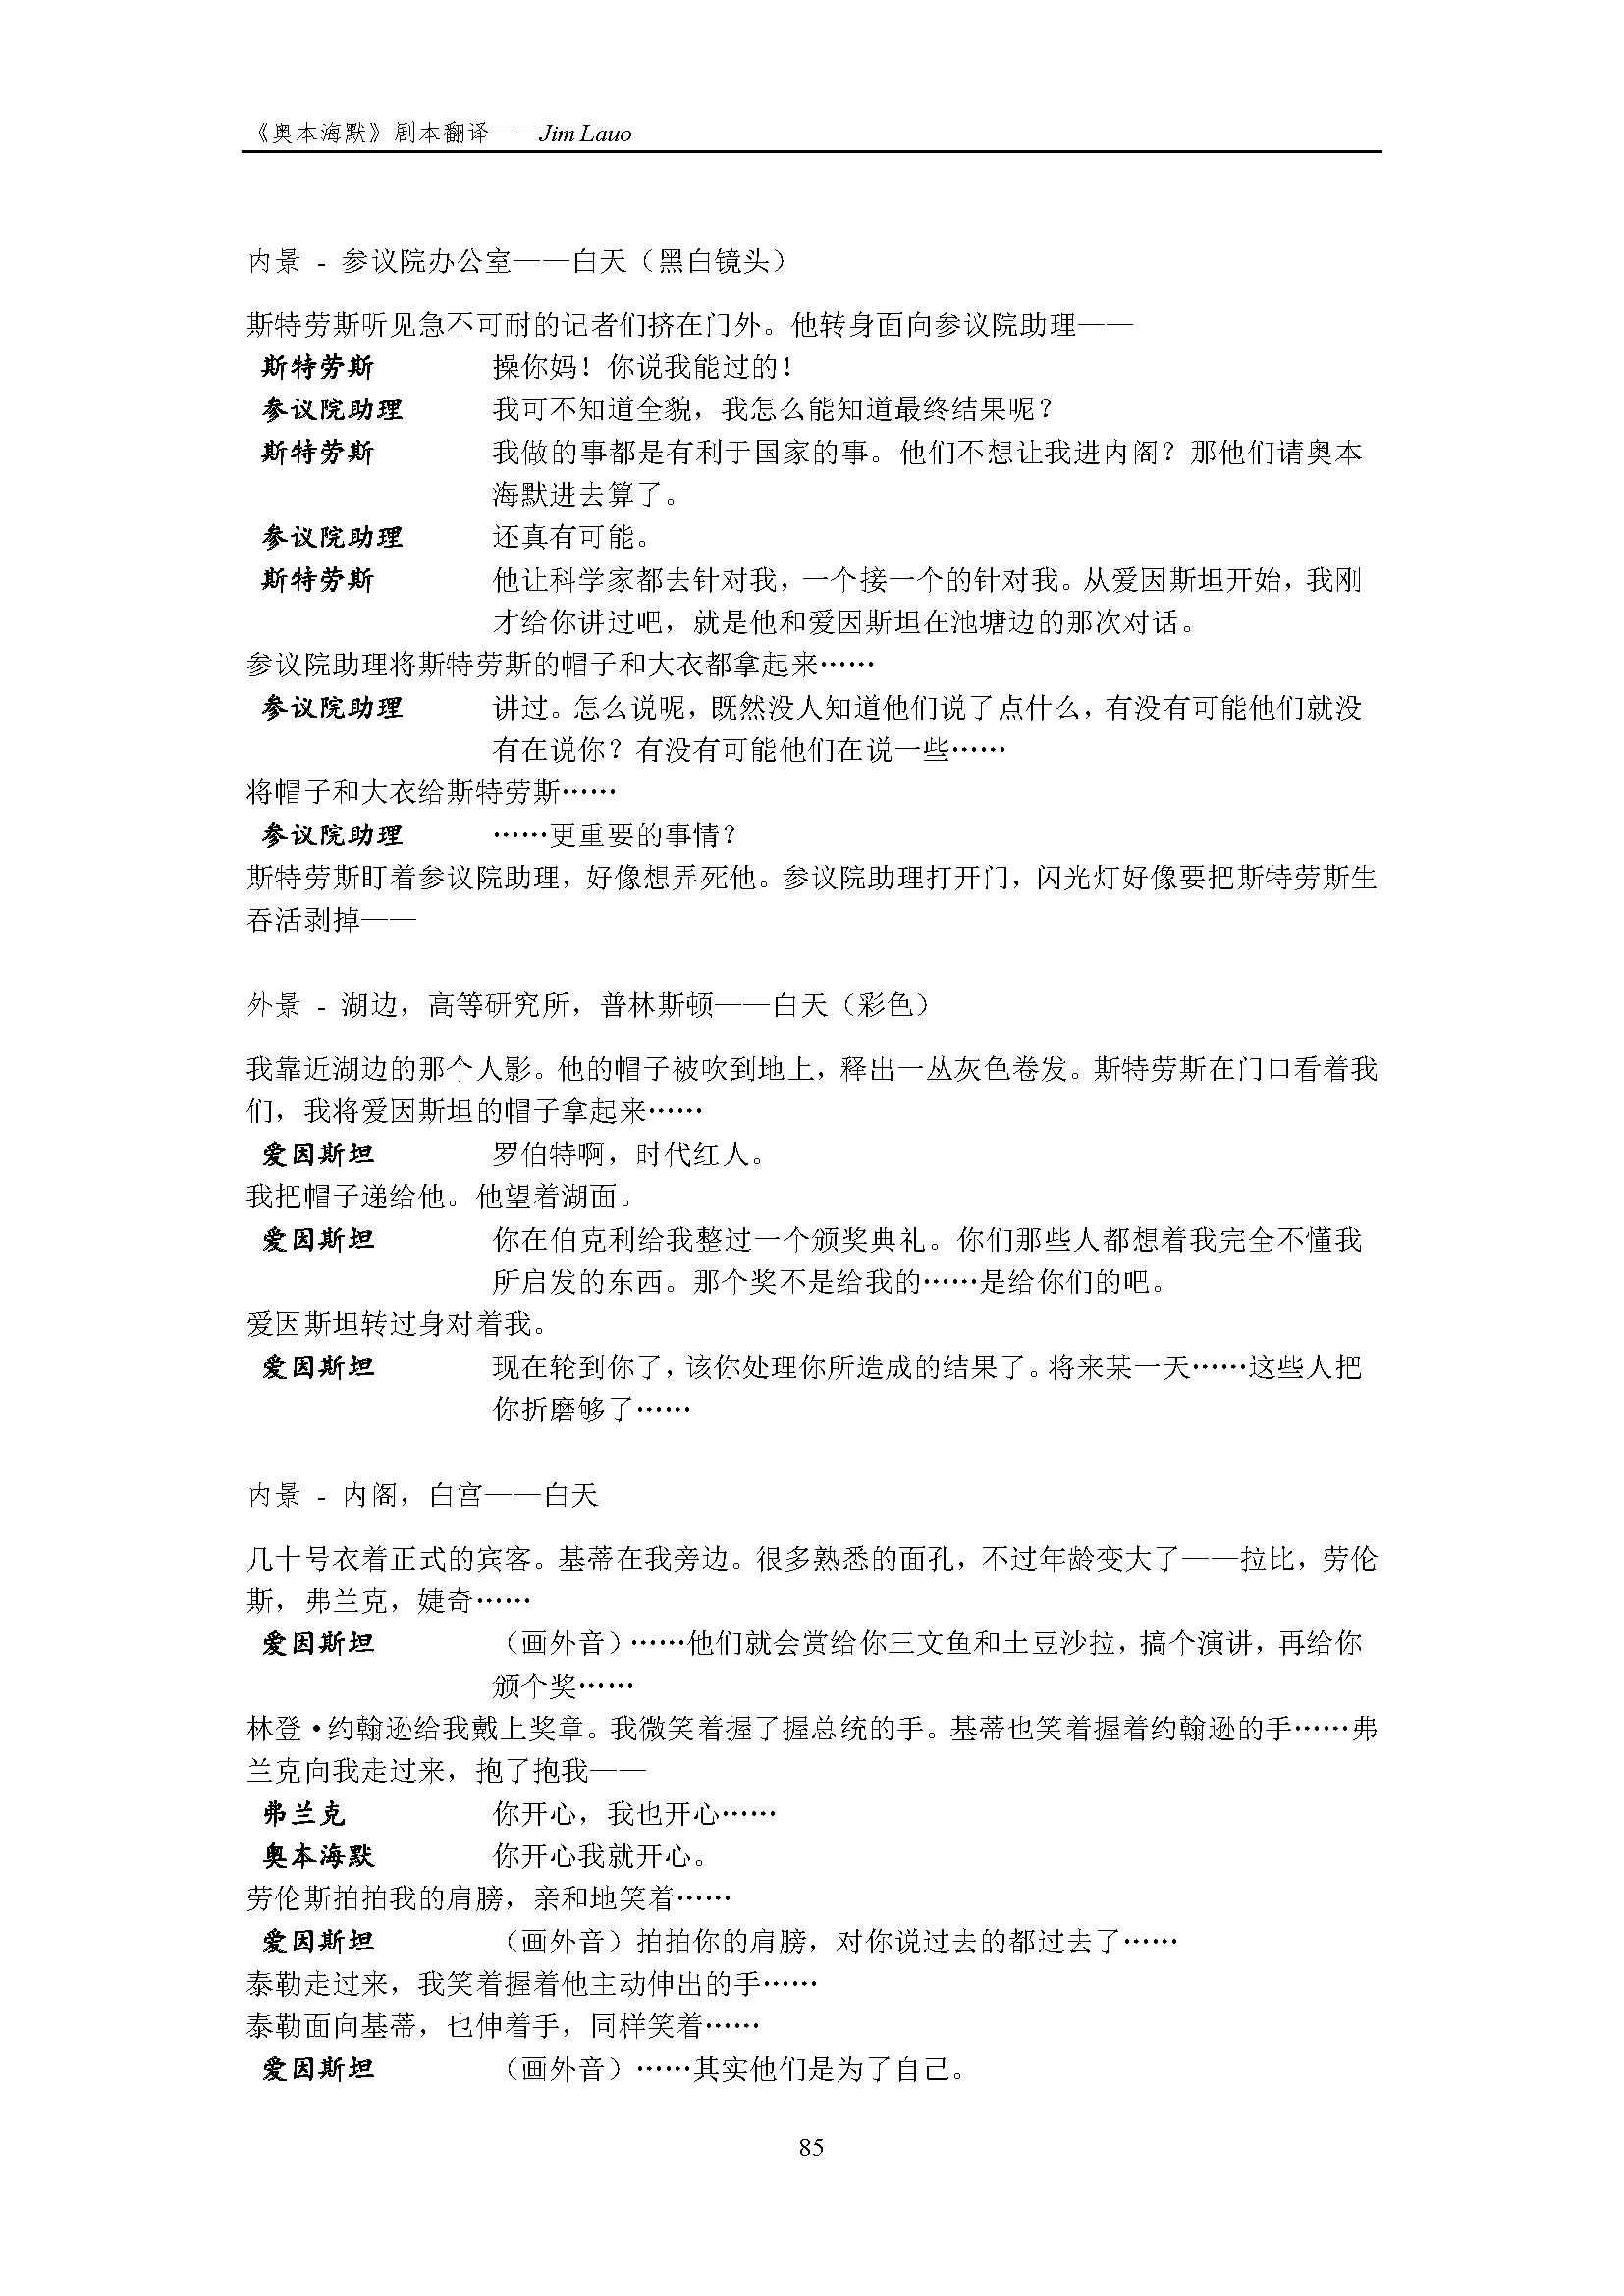 《奥本海默》剧本翻译——Jim Lauo
内景 - 参议院办公室——白天（黑白镜头）
斯特劳斯听见急不可耐的记者们挤在门外。他转身面向参议院助理——
斯特劳斯 操你妈！你说我能过的！
参议院助理 我可不知道全貌，我怎么能知道最终结果呢？
斯特劳斯 我做的事都是有利于国家的事。他们不想让我进内阁？那他们请奥本
海默进去算了。
参议院助理 还真有可能。
斯特劳斯 他让科学家都去针对我，一个接一个的针对我。从爱因斯坦开始，我刚
才给你讲过吧，就是他和爱因斯坦在池塘边的那次对话。
参议院助理将斯特劳斯的帽子和大衣都拿起来……
参议院助理 讲过。怎么说呢，既然没人知道他们说了点什么，有没有可能他们就没
有在说你？有没有可能他们在说一些……
将帽子和大衣给斯特劳斯……
参议院助理 ……更重要的事情？
斯特劳斯盯着参议院助理，好像想弄死他。参议院助理打开门，闪光灯好像要把斯特劳斯生
吞活剥掉——
外景 - 湖边，高等研究所，普林斯顿——白天（彩色）
我靠近湖边的那个人影。他的帽子被吹到地上，释出一丛灰色卷发。斯特劳斯在门口看着我
们，我将爱因斯坦的帽子拿起来……
爱因斯坦 罗伯特啊，时代红人。
我把帽子递给他。他望着湖面。
爱因斯坦 你在伯克利给我整过一个颁奖典礼。你们那些人都想着我完全不懂我
所启发的东西。那个奖不是给我的……是给你们的吧。
爱因斯坦转过身对着我。
爱因斯坦 现在轮到你了，该你处理你所造成的结果了。将来某一天……这些人把
你折磨够了……
内景 - 内阁，白宫——白天
几十号衣着正式的宾客。基蒂在我旁边。很多熟悉的面孔，不过年龄变大了——拉比，劳伦
斯，弗兰克，婕奇……
爱因斯坦 （画外音）……他们就会赏给你三文鱼和土豆沙拉，搞个演讲，再给你
颁个奖……
林登·约翰逊给我戴上奖章。我微笑着握了握总统的手。基蒂也笑着握着约翰逊的手……弗
兰克向我走过来，抱了抱我——
弗兰克 你开心，我也开心……
奥本海默 你开心我就开心。
劳伦斯拍拍我的肩膀，亲和地笑着……
爱因斯坦 （画外音）拍拍你的肩膀，对你说过去的都过去了……
泰勒走过来，我笑着握着他主动伸出的手……
泰勒面向基蒂，也伸着手，同样笑着……
爱因斯坦 （画外音）……其实他们是为了自己。
85